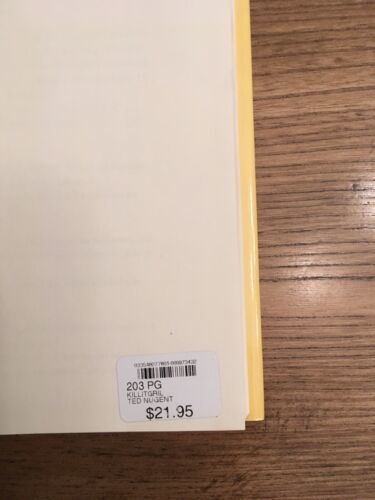 203 PG
KILLITGRIL
TED NUGENT
$21.95